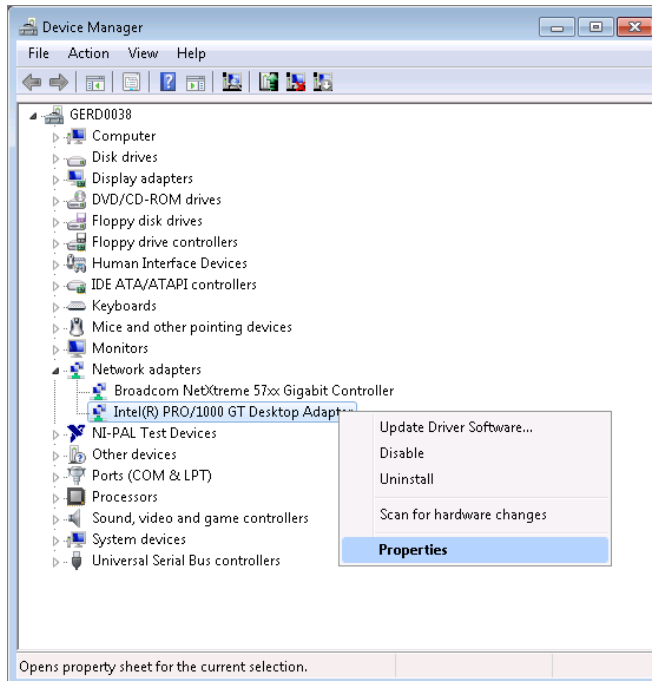 Device Manager
File Action View Help
GERD0038
Computer
Disk drives
Display adapters
DVD/CD-ROM drives
Floppy disk drives
Floppy drive controllers
Human Interface Devices
IDE ATA/ATAPI controllers
Keyboards
Mice and other pointing devices
Monitors
Network adapters
Broadcom NetXtreme 57xx Gigabit Controller
Intel(R) PRO/1000 GT Desktop Adapter
NI-PAL Test Devices
Other devices
Ports (COM & LPT)
Processors
Sound, video and game controllers
System devices
Universal Serial Bus controllers
Update Driver Software...
Disable
Uninstall
Scan for hardware changes
Properties
Opens property sheet for the current selection.